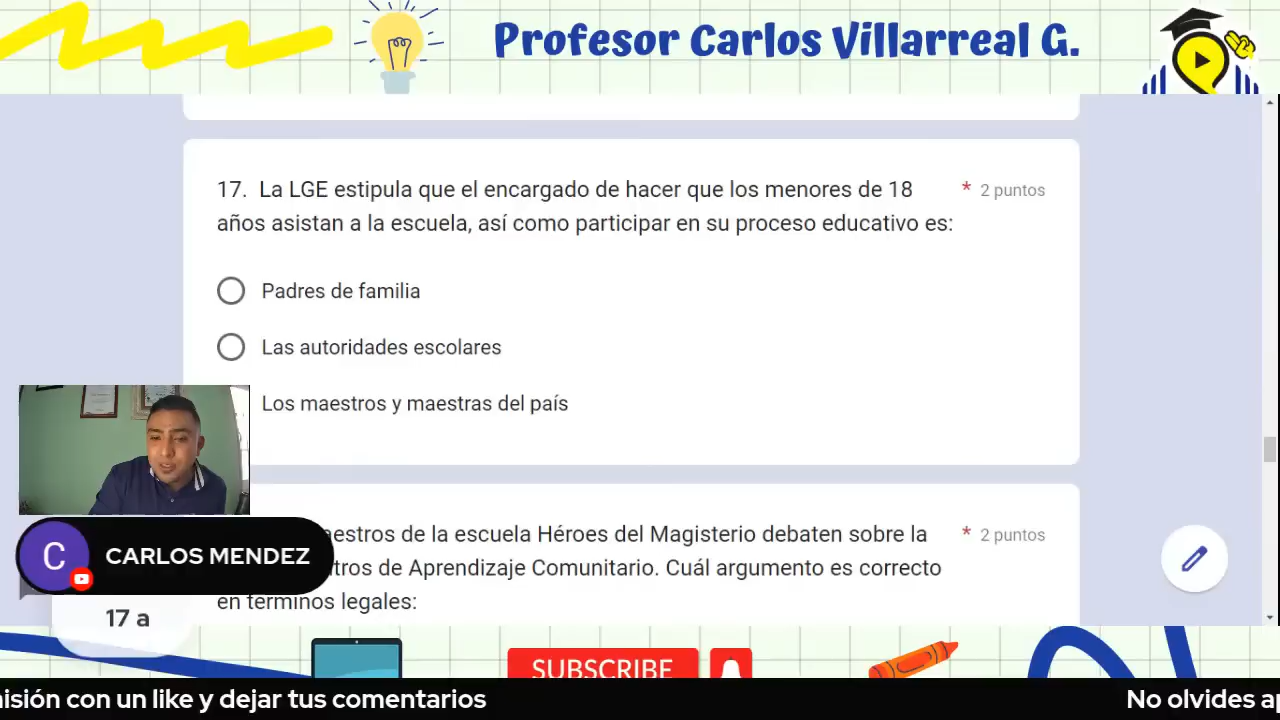 Profesor Carlos Villarreal G.
17. La LGE estipula que el encargado de hacer que los menores de 18
* 2 puntos
años asistan a la escuela, así como participar en su proceso educativo es:
Padres de familia
Las autoridades escolares
Los maestros y maestras del país
de la escuela Héroes del Magisterio debaten sobre la
* 2 puntos
de Aprendizaje Comunitario. Cuál argumento es correcto
en términos legales:
C CARLOS MENDEZ
17 a
SUBSCRIBE
con un like y dejar tus comentarios
No olvides